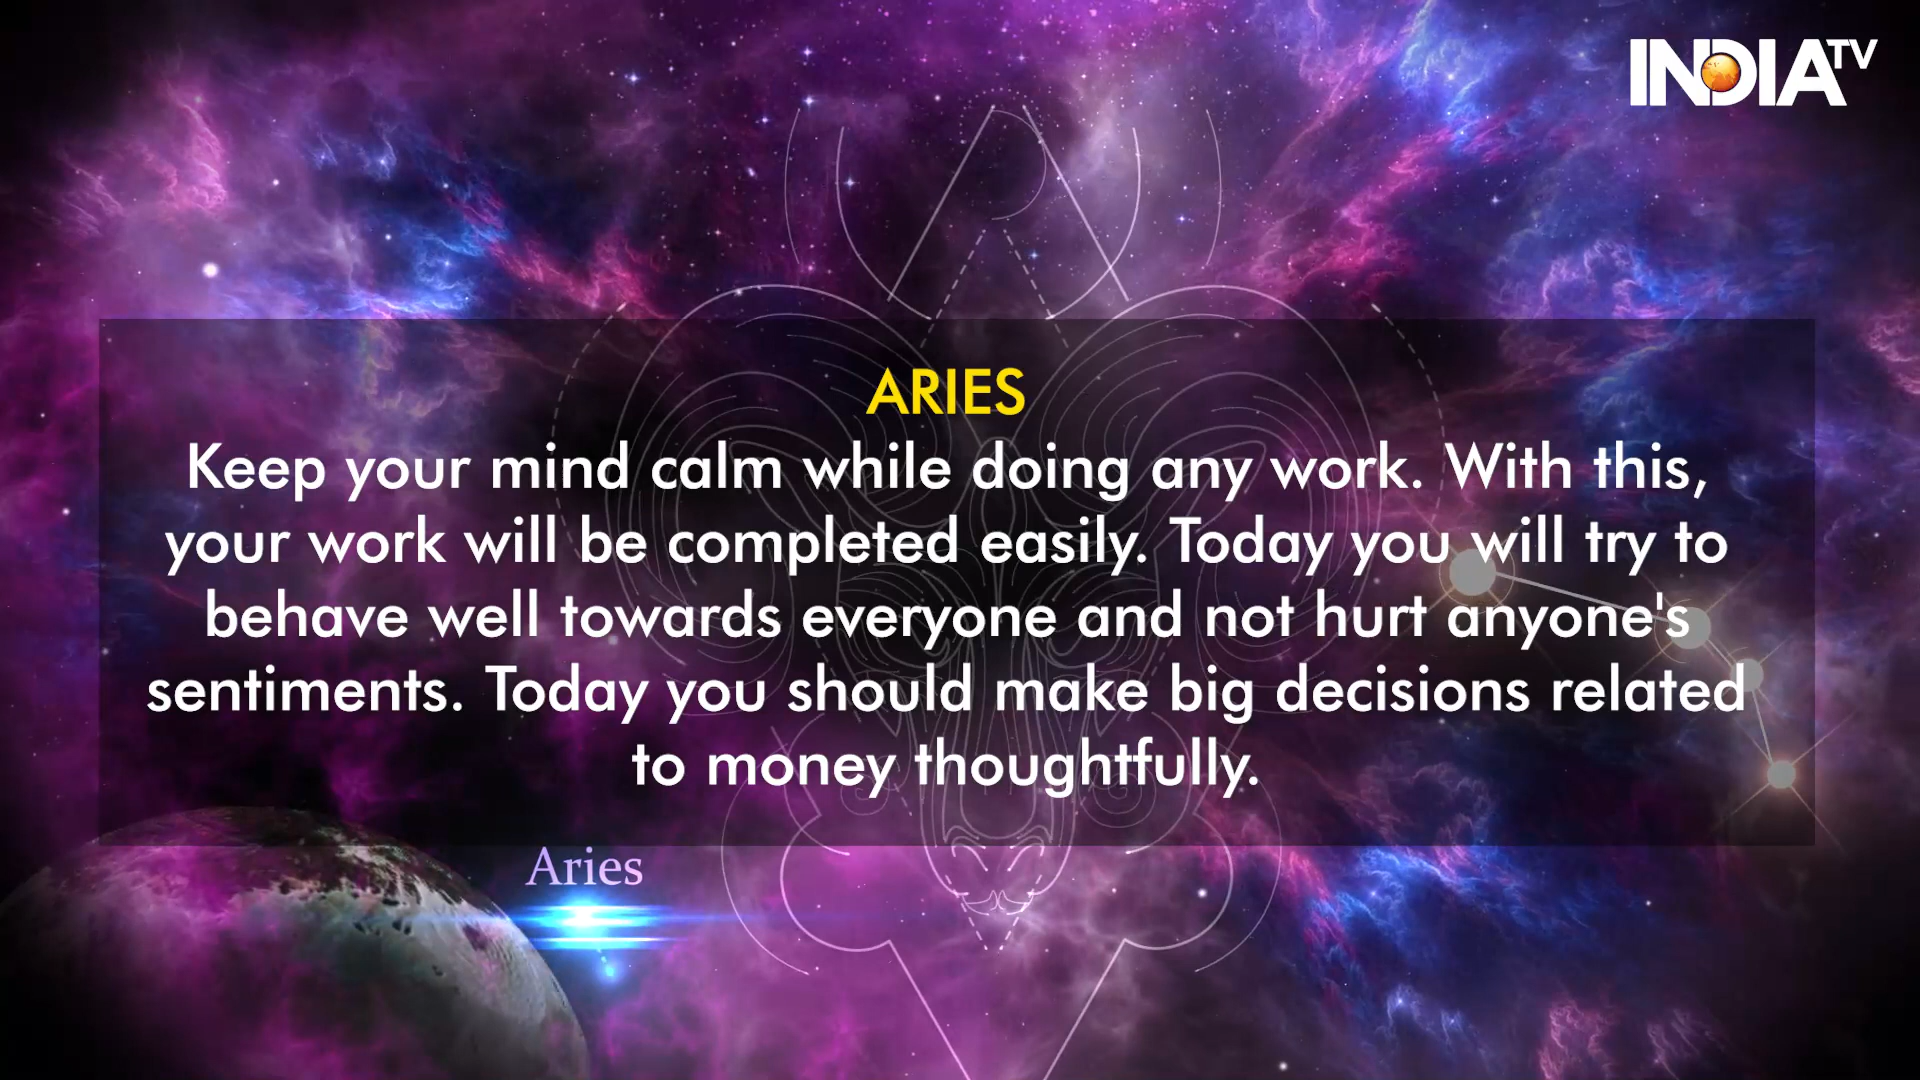 INDIATV
ARIES
Keep your mind calm while doing any work. With this,
your work will be completed easily. Today you will try to
behave well towards everyone and not hurt anyone's
sentiments. Today you should make big decisions related
to money thoughtfully.
Aries